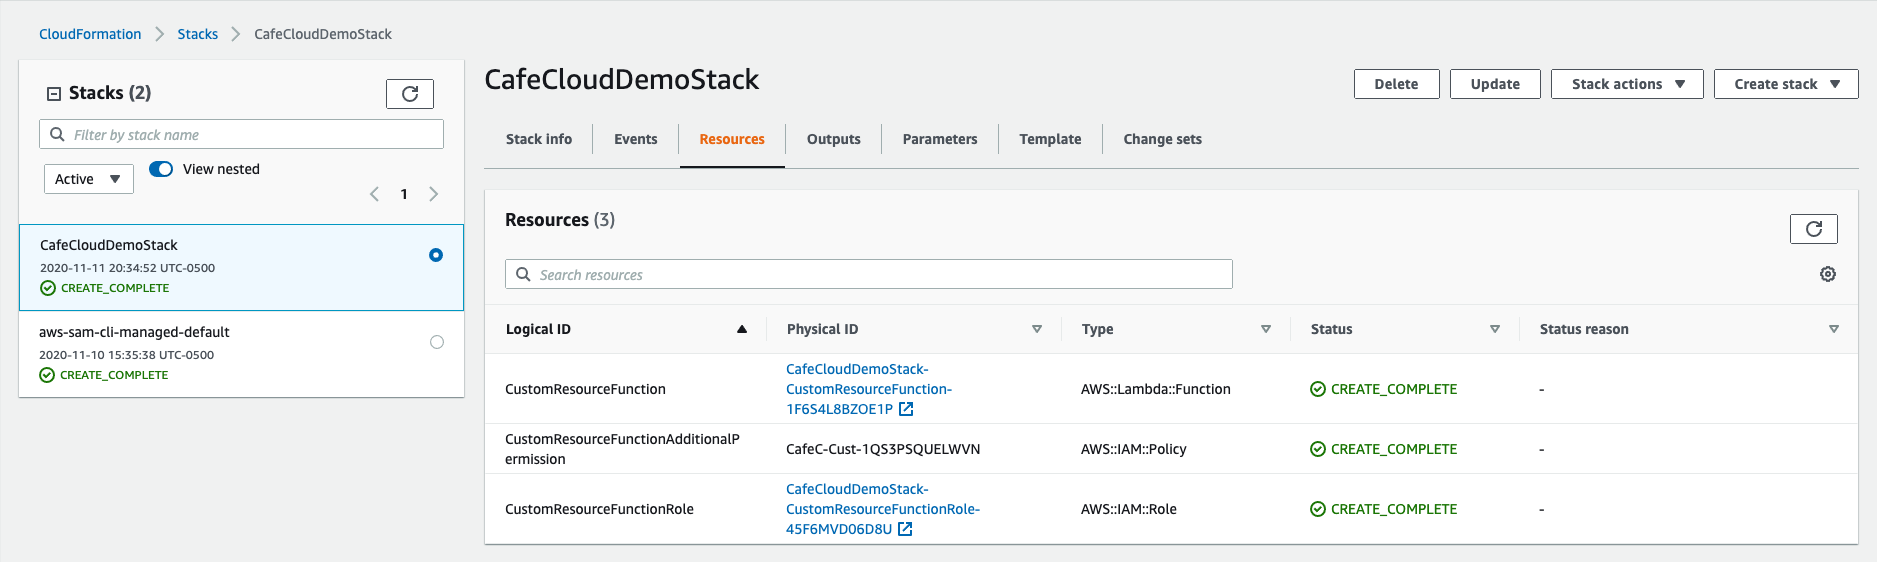 CloudFormation > Stacks > CafeCloudDemoStack
Stacks (2)
Filter by stack name
Active
View nested
1
CafeCloudDemoStack
2020-11-11 20:34:52 UTC-0500
CREATE_COMPLETE
aws-sam-cli-managed-default
2020-11-10 15:35:38 UTC-0500
CREATE_COMPLETE
CafeCloudDemoStack
Delete
Update
Stack actions
Create stack
Stack info
Events
Resources
Outputs
Parameters
Template
Change sets
Resources (3)
Search resources
Logical ID
Physical ID
Type
Status
Status reason
CustomResourceFunction
CafeCloudDemoStack-
CustomResourceFunction-
1F6S4L8BZOE1P
AWS::Lambda::Function
CREATE_COMPLETE
-
CustomResourceFunctionAdditionalP
ermission
CafeC-Cust-1QS3PSQUELWVN
AWS::IAM::Policy
CREATE_COMPLETE
-
CustomResourceFunctionRole
CafeCloudDemoStack-
CustomResourceFunctionRole-
45F6MVD06D8U
AWS::IAM::Role
CREATE_COMPLETE
-